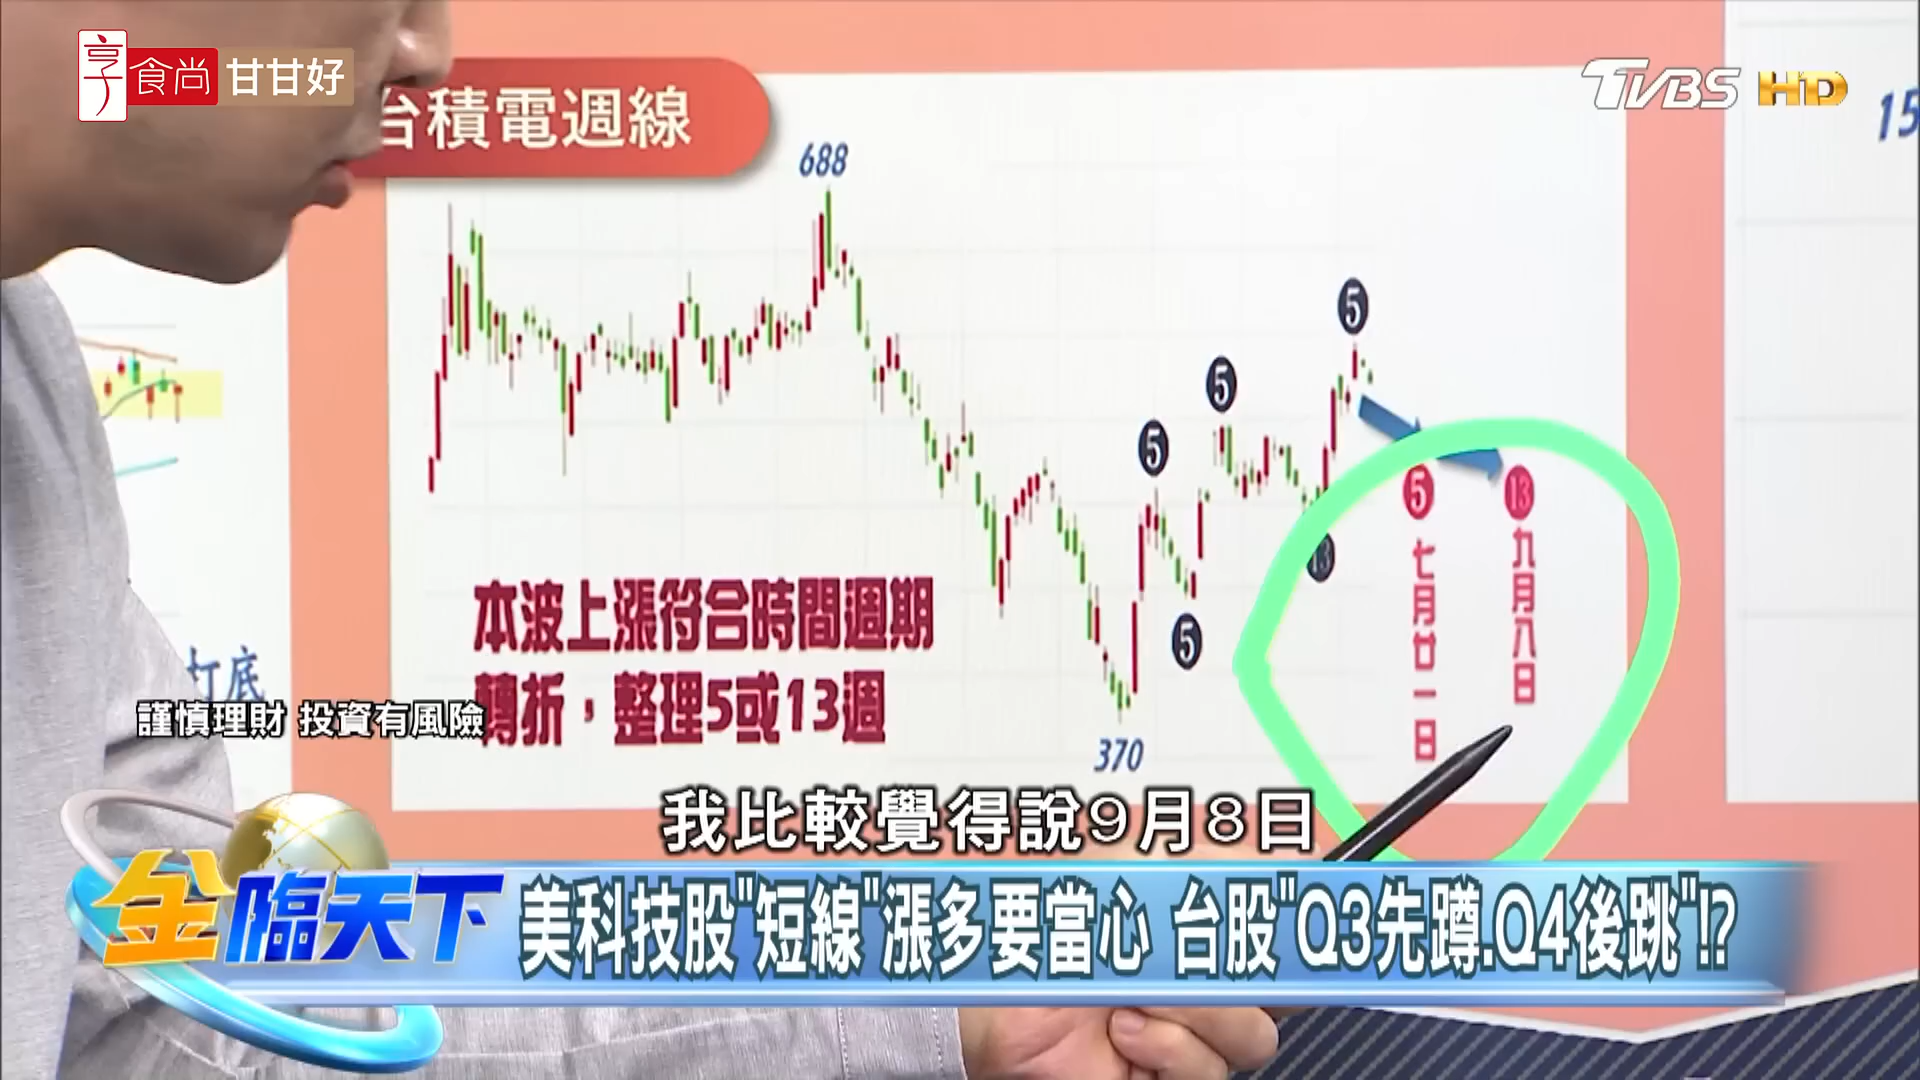 享
食尚
甘甘好
TVBS HD
台積電週線
15
688
5
5
5
5
13
5
七月廿一日
13
九月八日
370
本波上漲符合時間週期
轉折，整理5或13週
打底
謹慎理財 投資有風險
我比較覺得說9月8日
金臨天下
美科技股"短線"漲多要當心 台股"Q3先蹲.Q4後跳"!?